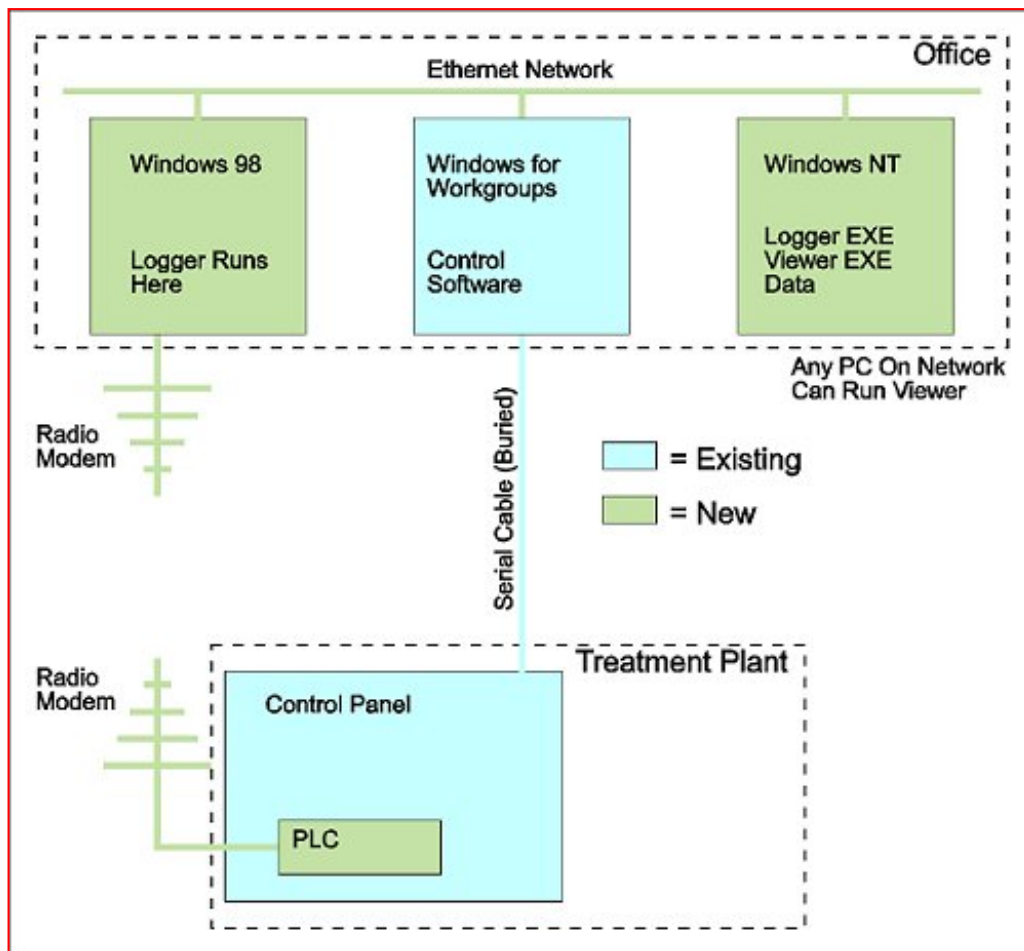 Office
Ethernet Network
Windows 98
Logger Runs
Here
Windows for
Workgroups
Control
Software
Windows NT
Logger EXE
Viewer EXE
Data
Any PC On Network
Can Run Viewer
Radio
Modem
Serial Cable (Buried)
= Existing
= New
Treatment Plant
Radio
Modem
Control Panel
PLC